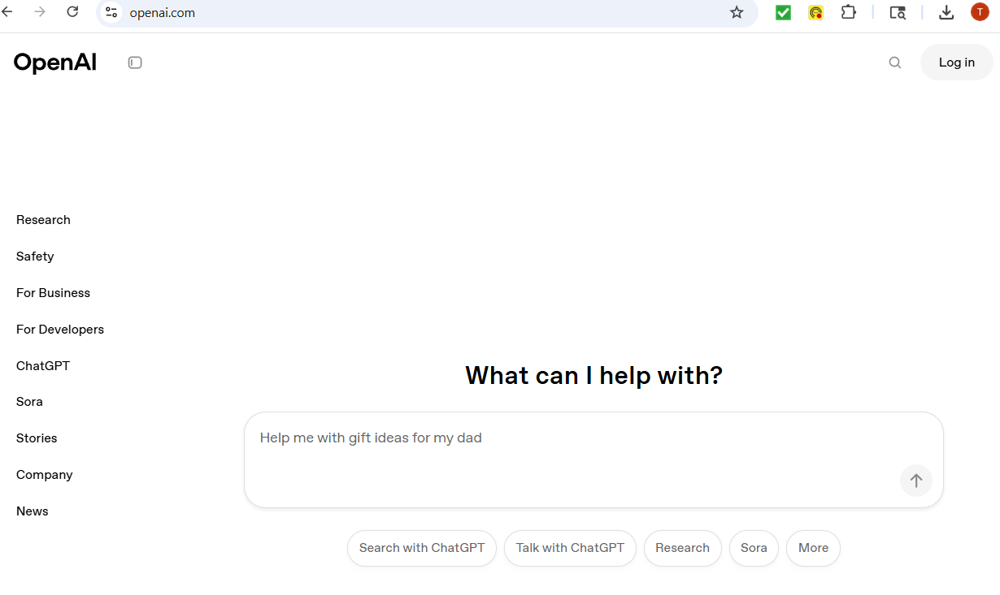 openai.com
T
OpenAI
Log in
Research
Safety
For Business
For Developers
ChatGPT
Sora
Stories
Company
News
What can I help with?
Help me with gift ideas for my dad
Search with ChatGPT
Talk with ChatGPT
Research
Sora
More